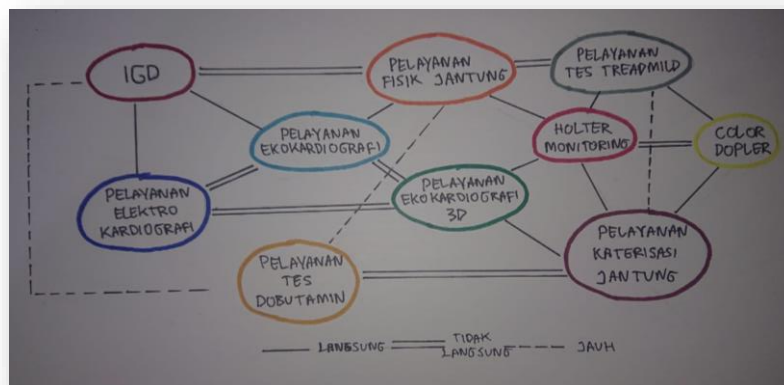 IGD
PELAYANAN
FISIK JANTUNG
PELAYANAN
TES TREADMILD
PELAYANAN
EKOKARDIOGRAFI
HOLTER
MONITORING
COLOR
DOPLER
PELAYANAN
ELEKTRO
KARDIOGRAFI
PELAYANAN
EKOKARDIOGRAFI
3D
PELAYANAN
KATERISASI
JANTUNG
PELAYANAN
TES
DOBUTAMIN
LANGSUNG
TIDAK
LANGSUNG
JAUH